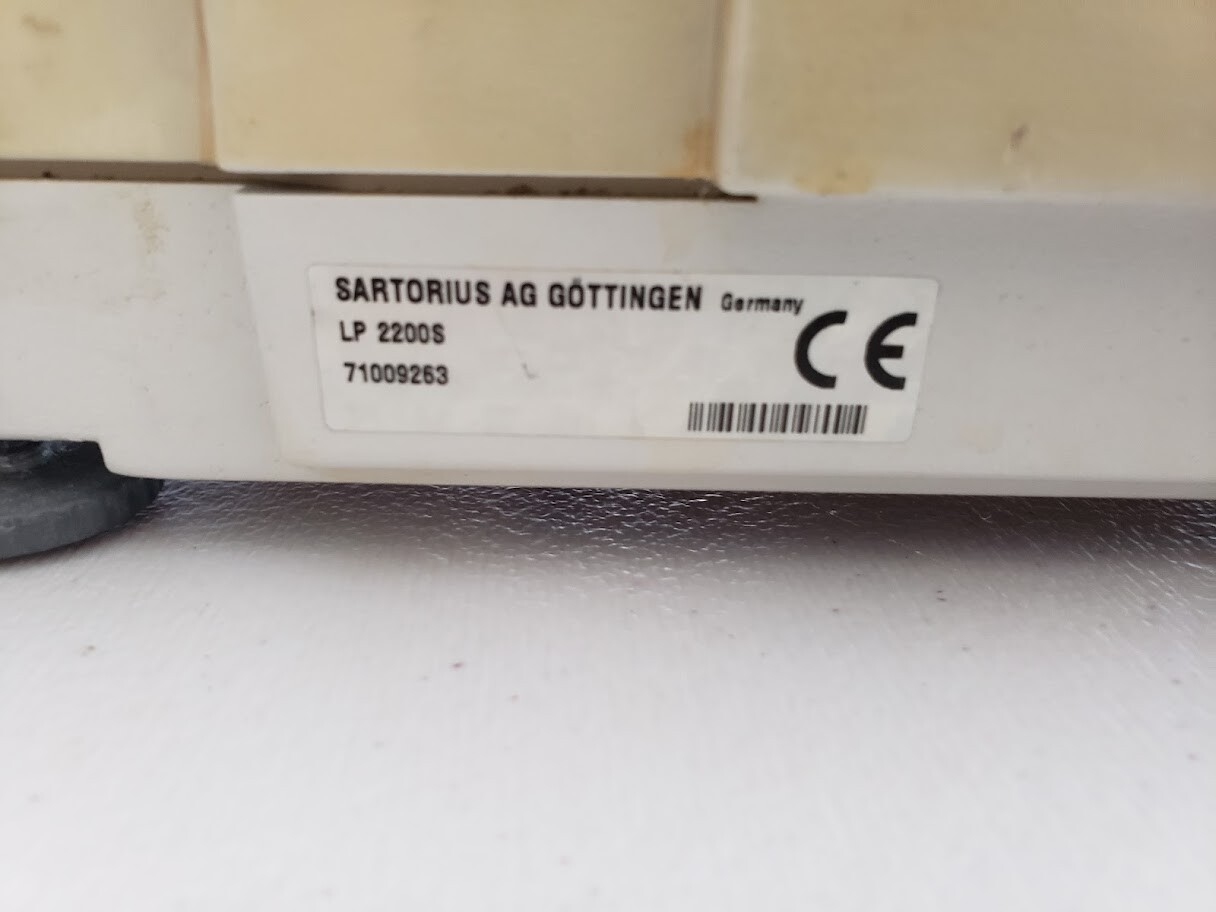 SARTORIUS AG GÖTTINGEN Germany
LP 2200S
71009263
CE